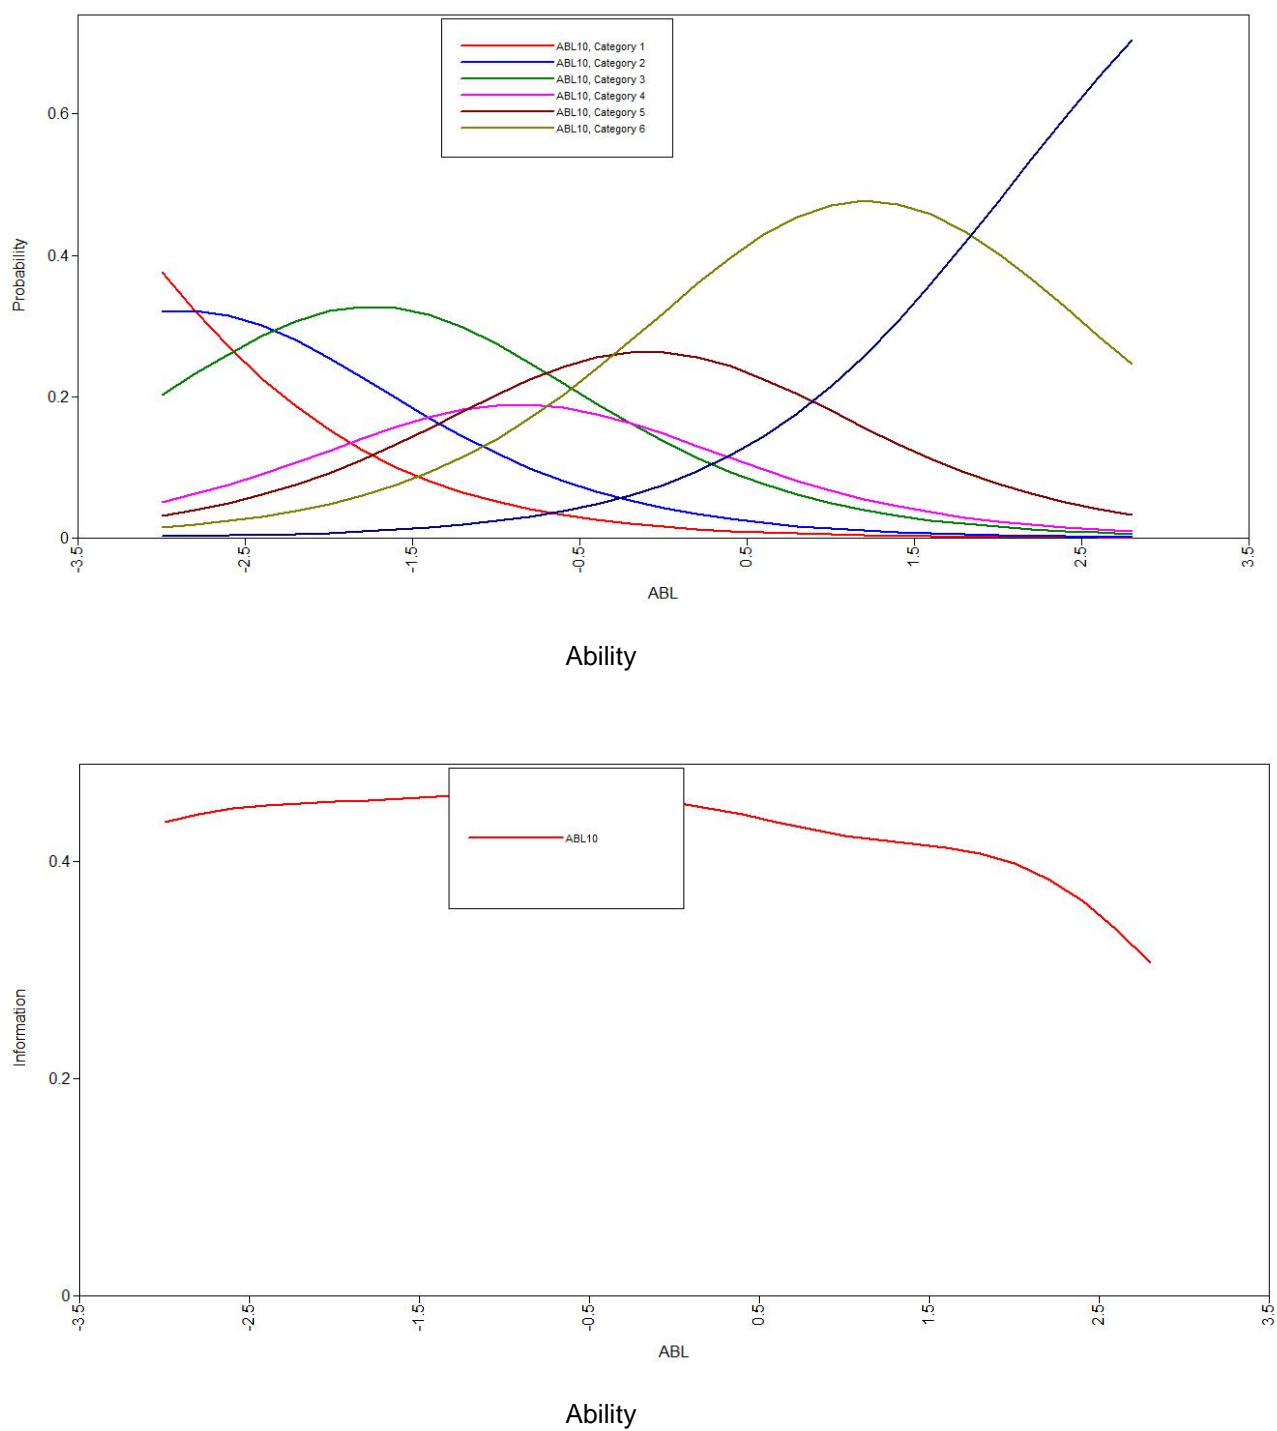 ABL10, Category 1
ABL10, Category 2
ABL10, Category 3
ABL10, Category 4
ABL10, Category 5
ABL10, Category 6
Probability
0.6
0.4
0.2
0
-3.5 -2.5 -1.5 -0.5 0.5 1.5 2.5 3.5
ABL
Ability
ABL10
Information
0.4
0.2
0
-3.5 -2.5 -1.5 -0.5 0.5 1.5 2.5 3.5
ABL
Ability